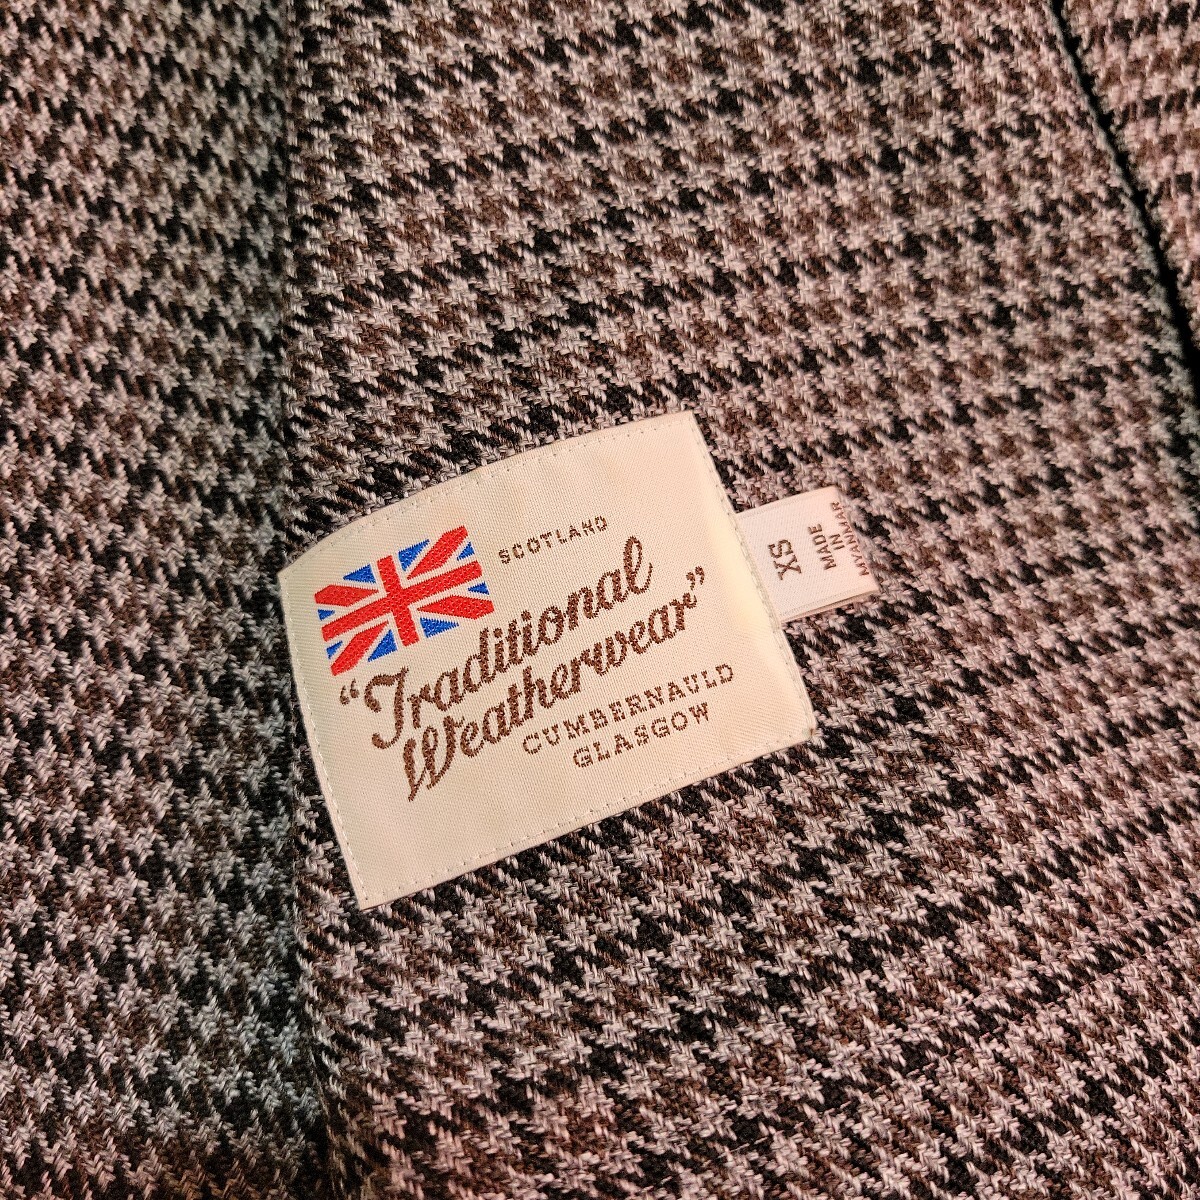 SCOTLAND
“Traditional
Weatherwear”
CUMBERNAULD
GLASGOW
XS
MADE
IN
MYANMAR